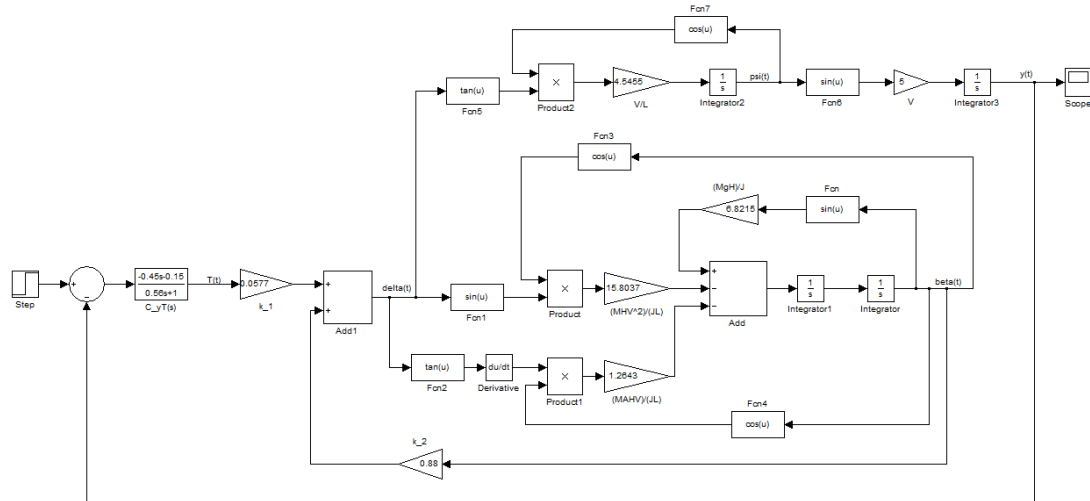 Fcn7
cos(u)
tan(u)
Fcn5
×
Product2
4.5455
V/L
1
s
Integrator2
psi(t)
sin(u)
Fcn6
5
V
1
s
Integrator3
y(t)
Scope
Fcn3
cos(u)
(MgH)/J
6.8215
Fcn
sin(u)
Step
+
−
-0.45s-0.15
0.56s+1
C_yT(s)
T(t)
0.0577
k_1
+
+
Add1
delta(t)
sin(u)
Fcn1
×
Product
15.8037
(MHV^2)/(JL)
+
−
−
Add
1
s
Integrator1
1
s
Integrator
beta(t)
tan(u)
Fcn2
du/dt
Derivative
×
Product1
1.2643
(MAHV)/(JL)
Fcn4
cos(u)
k_2
0.88